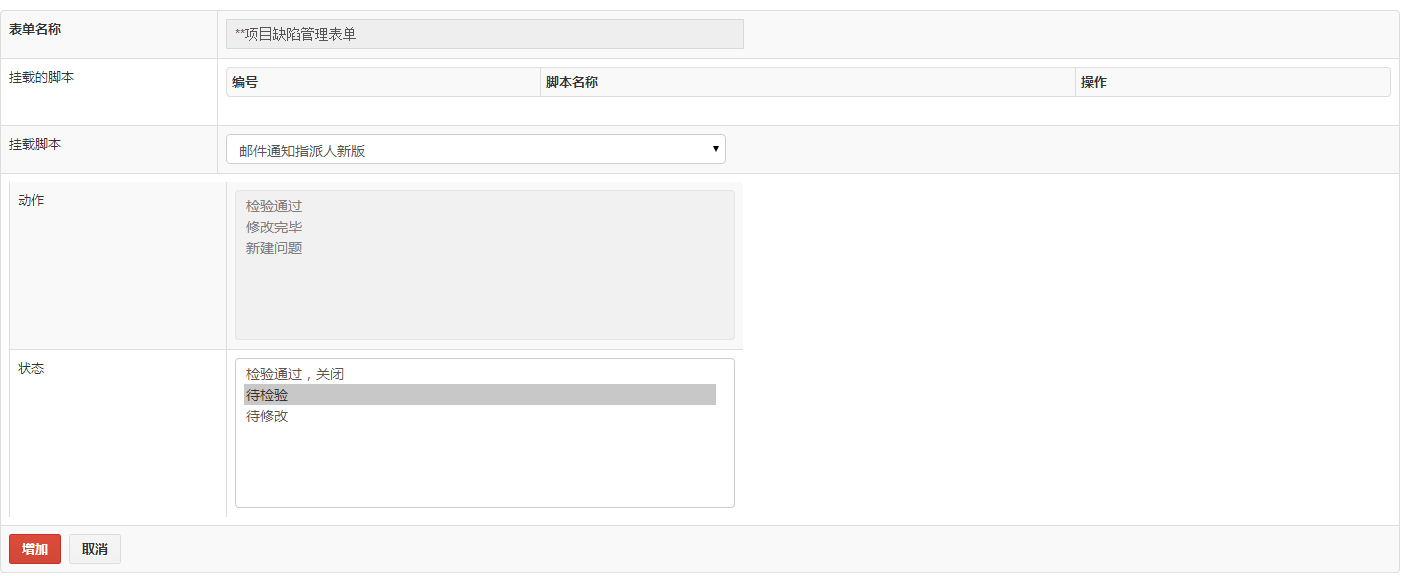 表单名称
**项目缺陷管理表单
挂载的脚本
编号 脚本名称 操作
挂载脚本
邮件通知指派人新版
动作
检验通过
修改完毕
新建问题
状态
检验通过，关闭
待检验
待修改
增加 取消